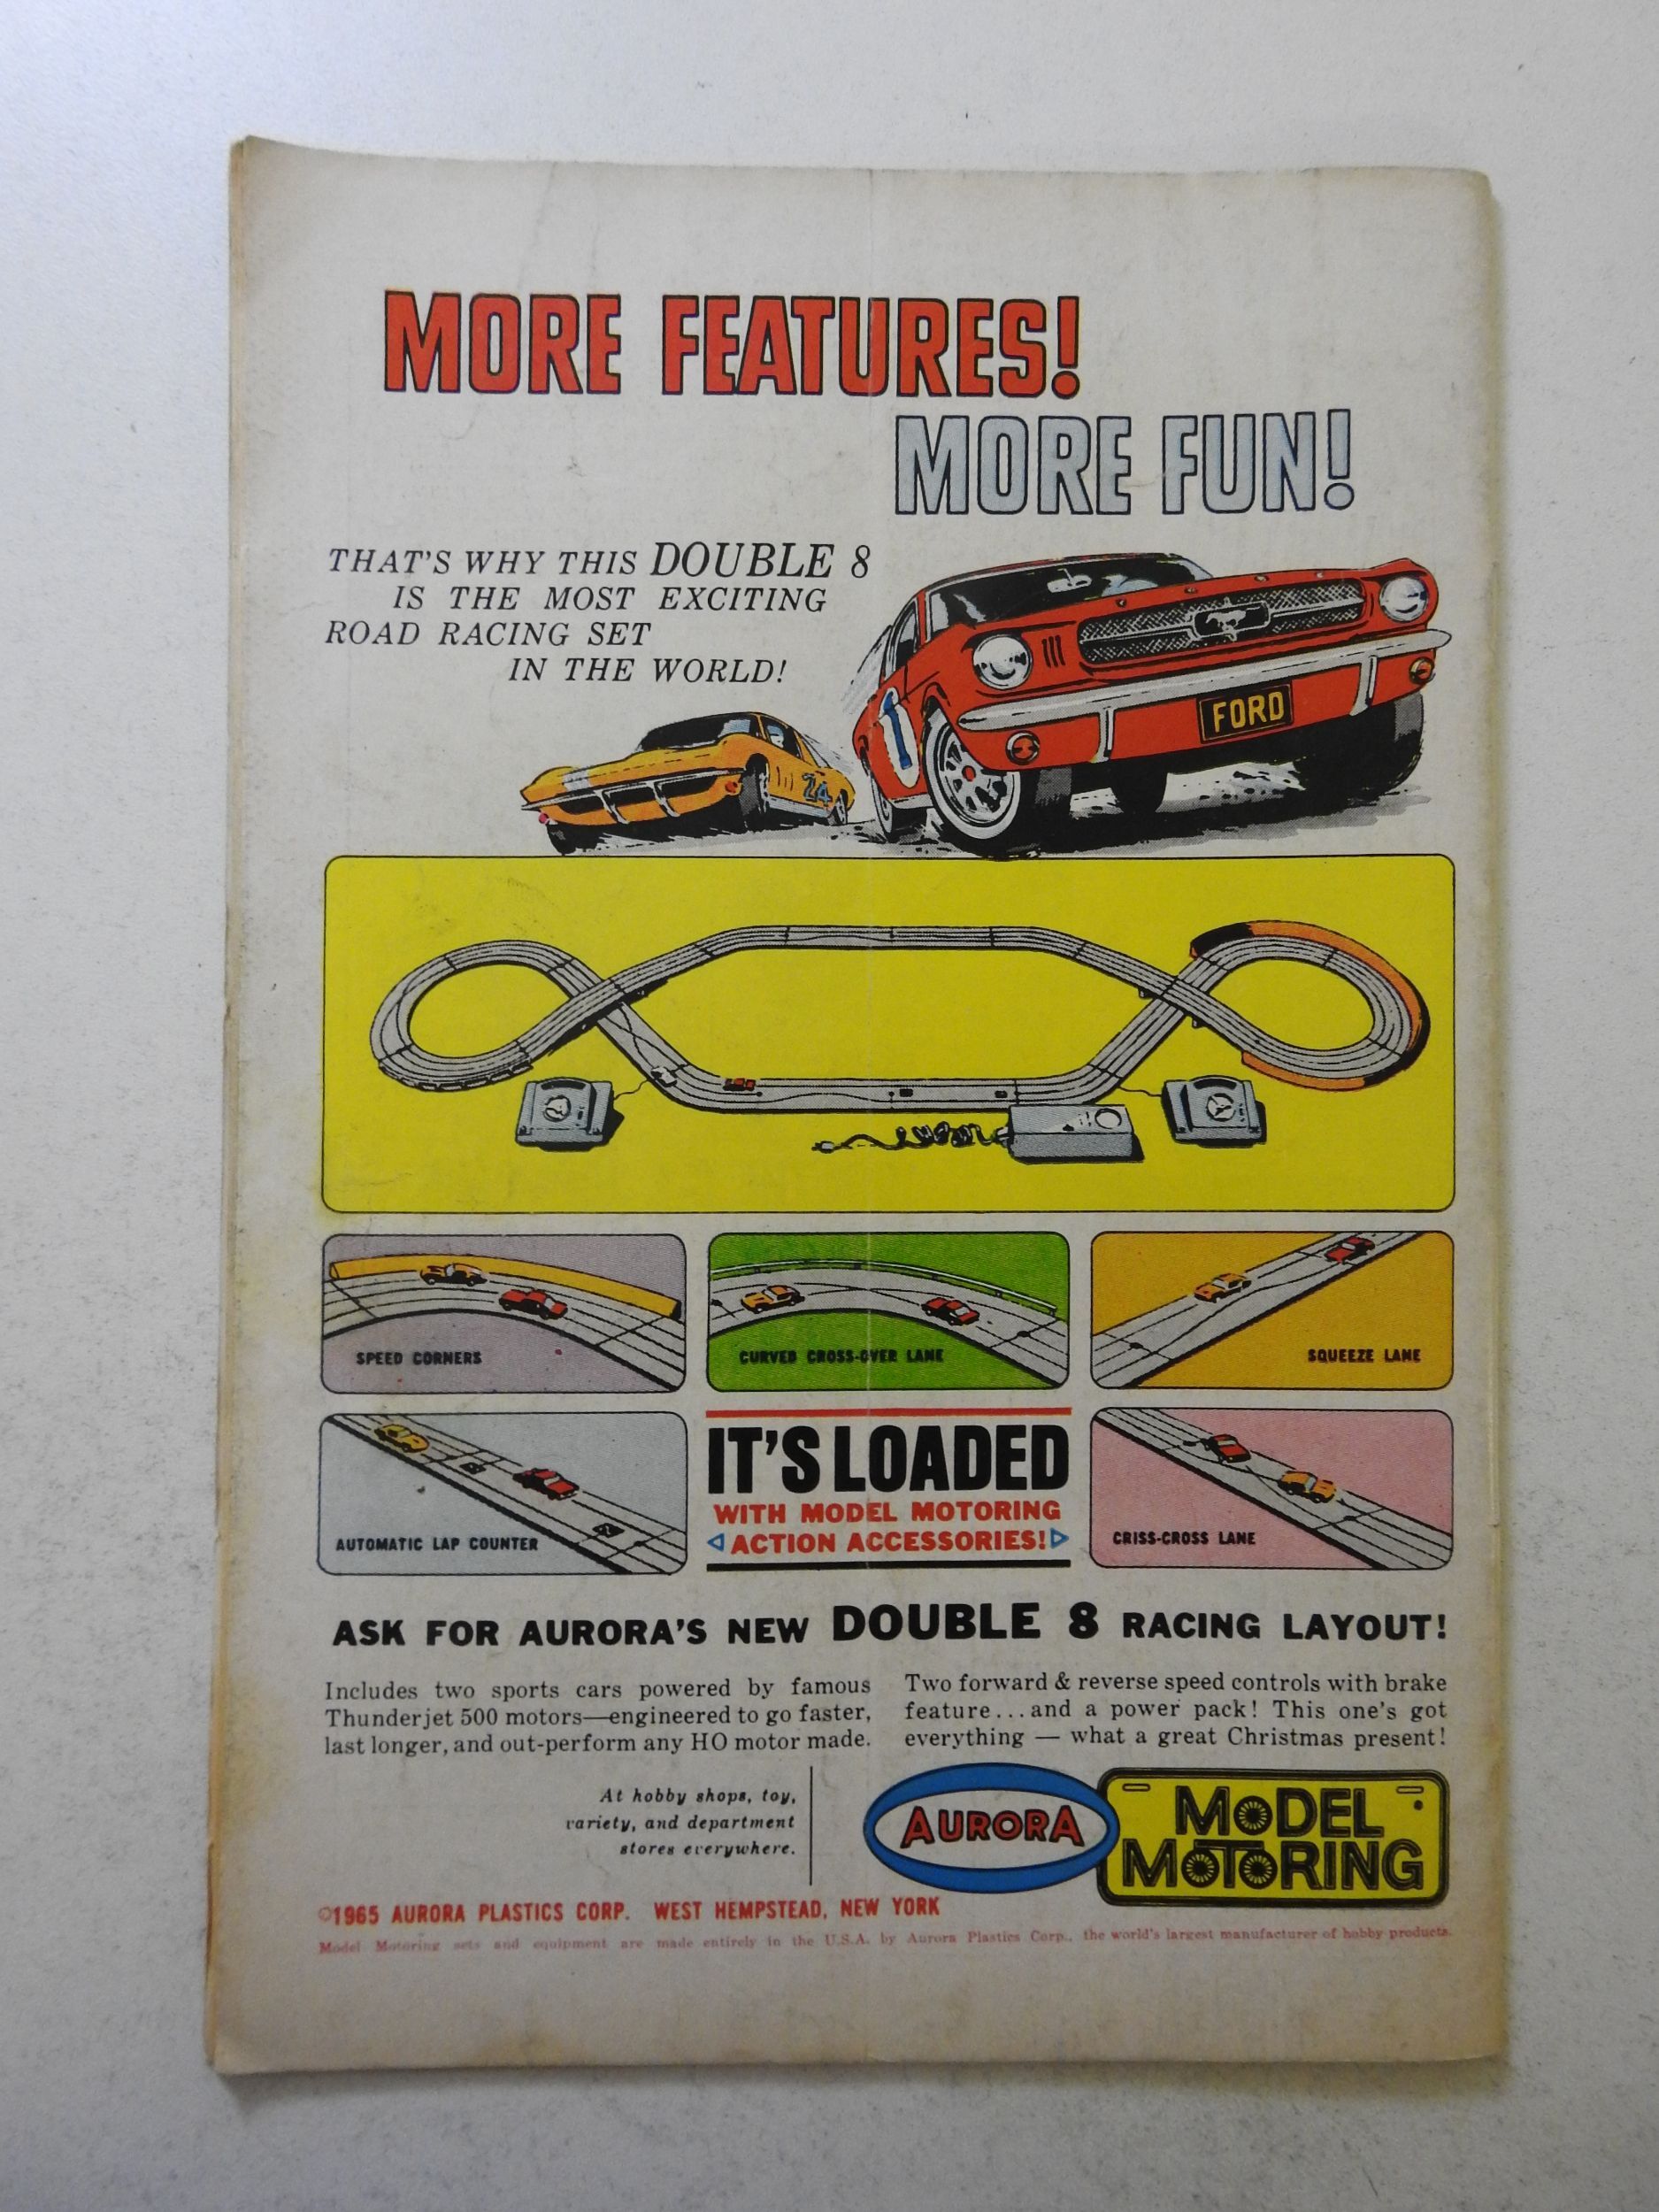 MORE FEATURES!
MORE FUN!
THAT'S WHY THIS DOUBLE 8
IS THE MOST EXCITING
ROAD RACING SET
IN THE WORLD!
FORD
1
24
SPEED CORNERS
CURVED CROSS-OVER LANE
SQUEEZE LANE
AUTOMATIC LAP COUNTER
IT'S LOADED
WITH MODEL MOTORING
ACTION ACCESSORIES!
CRISS-CROSS LANE
ASK FOR AURORA'S NEW DOUBLE 8 RACING LAYOUT!
Includes two sports cars powered by famous
Thunderjet 500 motors—engineered to go faster,
last longer, and out-perform any HO motor made.
Two forward & reverse speed controls with brake
feature...and a power pack! This one's got
everything — what a great Christmas present!
At hobby shops, toy,
variety, and department
stores everywhere.
AURORA
MODEL
MOTORING
©1965 AURORA PLASTICS CORP. WEST HEMPSTEAD, NEW YORK
Model Motoring sets and equipment are made entirely in the U.S.A. by Aurora Plastics Corp., the world's largest manufacturer of hobby products.